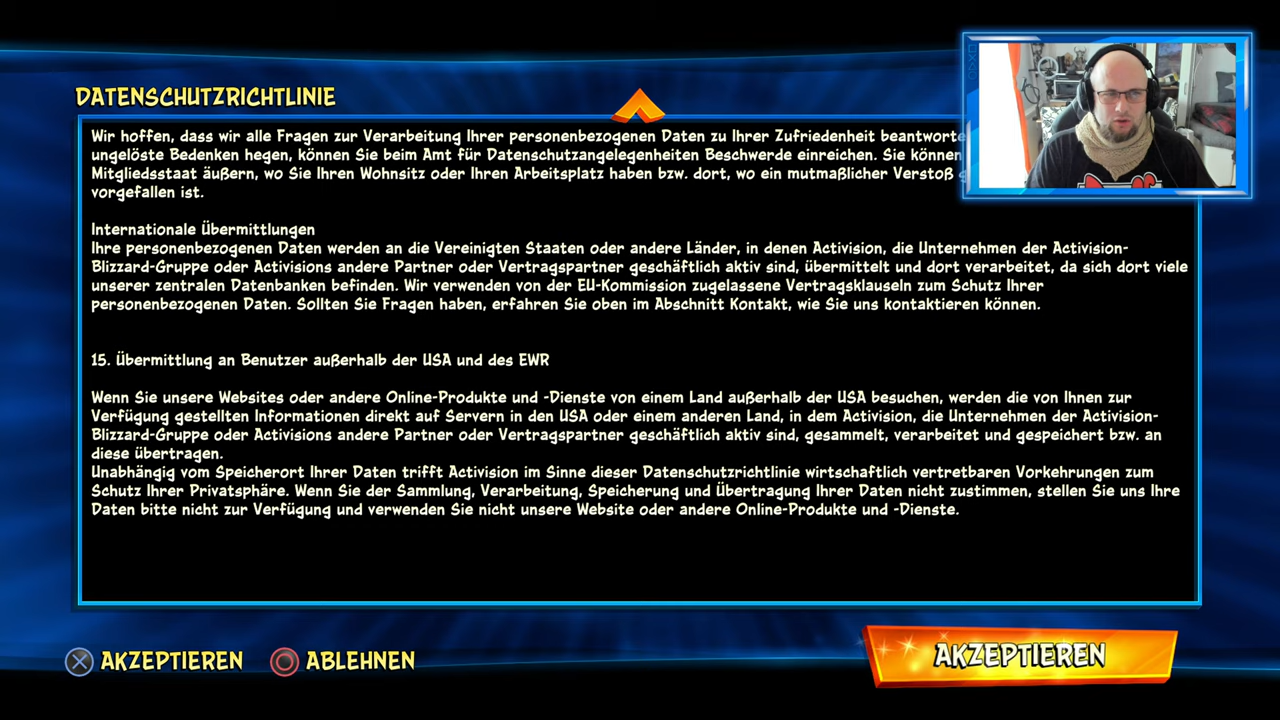 DATENSCHUTZRICHTLINIE
Wir hoffen, dass wir alle Fragen zur Verarbeitung Ihrer personenbezogenen Daten zu Ihrer Zufriedenheit
ungelöste Bedenken hegen, können Sie beim Amt für Datenschutzangelegenheiten Beschwerde einreichen. Sie können
Mitgliedsstaat äußern, wo Sie Ihren Wohnsitz oder Ihren Arbeitsplatz haben bzw. dort, wo ein mutmaßlicher Verstoß
vorgefallen ist.
Internationale Übermittlungen
Ihre personenbezogenen Daten werden an die Vereinigten Staaten oder andere Länder, in denen Activision, die Unternehmen der Activision-
Blizzard-Gruppe oder Activisions andere Partner oder Vertragspartner geschäftlich aktiv sind, übermittelt und dort verarbeitet, da sich dort viele
unserer zentralen Datenbanken befinden. Wir verwenden von der EU-Kommission zugelassene Vertragsklauseln zum Schutz Ihrer
personenbezogenen Daten. Sollten Sie Fragen haben, erfahren Sie oben im Abschnitt Kontakt, wie Sie uns kontaktieren können.
15. Übermittlung an Benutzer außerhalb der USA und des EWR
Wenn Sie unsere Websites oder andere Online-Produkte und -Dienste von einem Land außerhalb der USA besuchen, werden die von Ihnen zur
Verfügung gestellten Informationen direkt auf Servern in den USA oder einem anderen Land, in dem Activision, die Unternehmen der Activision-
Blizzard-Gruppe oder Activisions andere Partner oder Vertragspartner geschäftlich aktiv sind, gesammelt, verarbeitet und gespeichert bzw. an
diese übertragen.
Unabhängig vom Speicherort Ihrer Daten trifft Activision im Sinne dieser Datenschutzrichtlinie wirtschaftlich vertretbaren Vorkehrungen zum
Schutz Ihrer Privatsphäre. Wenn Sie der Sammlung, Verarbeitung, Speicherung und Übertragung Ihrer Daten nicht zustimmen, stellen Sie uns Ihre
Daten bitte nicht zur Verfügung und verwenden Sie nicht unsere Website oder andere Online-Produkte und -Dienste.
AKZEPTIEREN ABLEHNEN AKZEPTIEREN